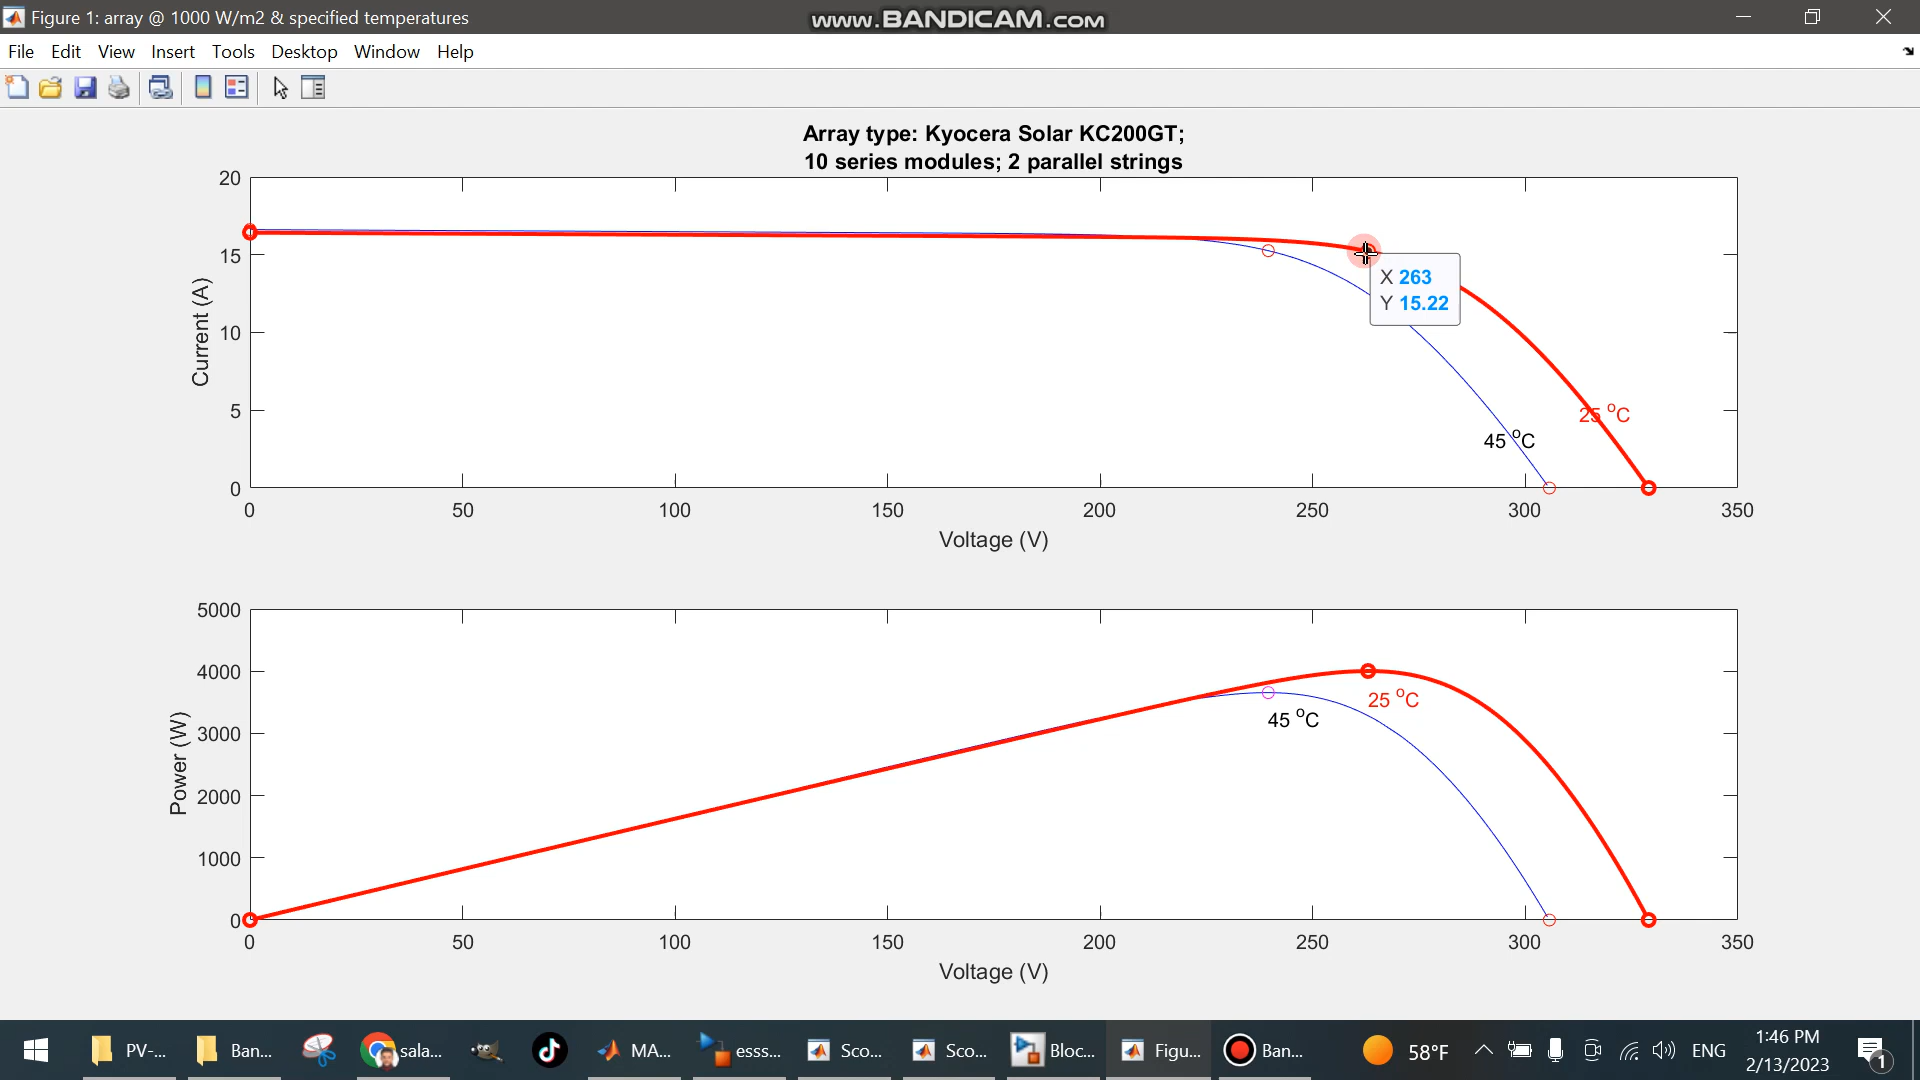 Figure 1: array @ 1000 W/m2 & specified temperatures
www.BANDICAM.com
File Edit View Insert Tools Desktop Window Help
Array type: Kyocera Solar KC200GT;
10 series modules; 2 parallel strings
20
15
10
5
0
Current (A)
X 263
Y 15.22
25 °C
45 °C
0 50 100 150 200 250 300 350
Voltage (V)
5000
4000
3000
2000
1000
0
Power (W)
25 °C
45 °C
0 50 100 150 200 250 300 350
Voltage (V)
PV-... Ban... sala... MA... esss... Sco... Sco... Bloc... Figu... Ban... 58°F ENG
1:46 PM
2/13/2023
1